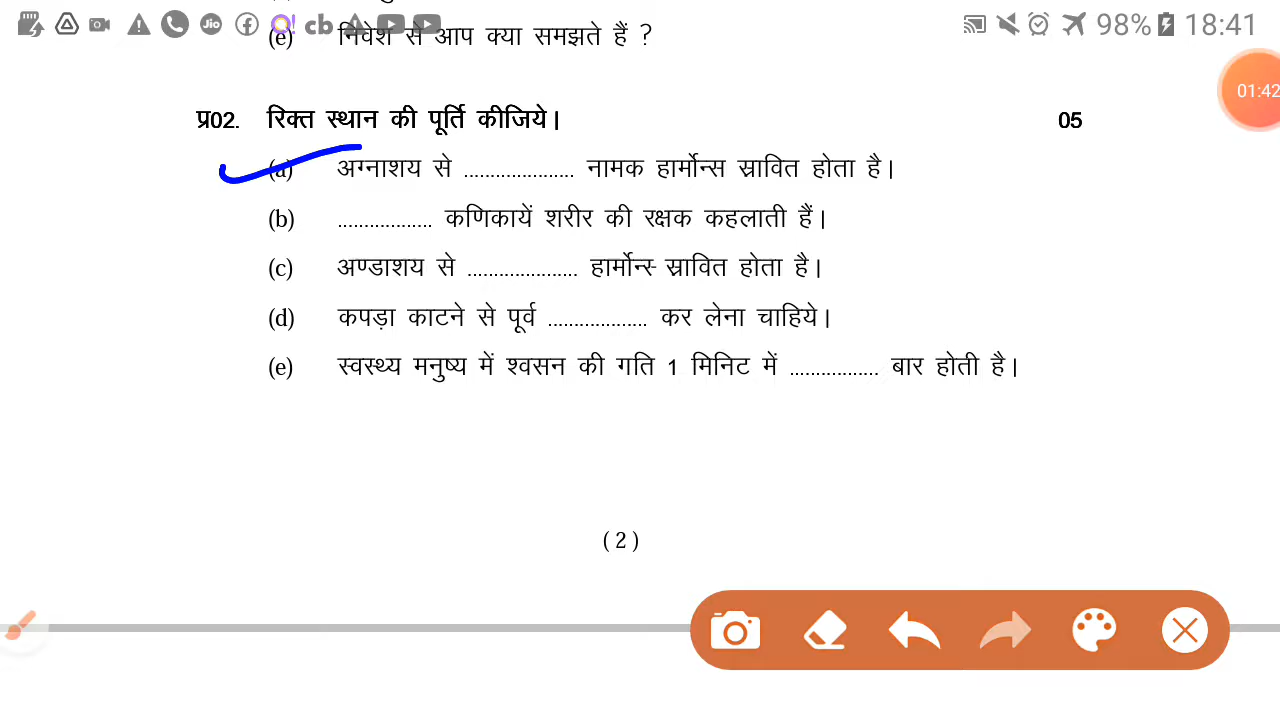 98% 18:41
(e) निवेश से आप क्या समझते हैं ?
01:42
प्र02. रिक्त स्थान की पूर्ति कीजिये। 05
(a) अग्नाशय से ..................... नामक हार्मोन्स स्रावित होता है।
(b) .................. कणिकायें शरीर की रक्षक कहलाती हैं।
(c) अण्डाशय से ..................... हार्मोन्स स्रावित होता है।
(d) कपड़ा काटने से पूर्व ................... कर लेना चाहिये।
(e) स्वस्थ्य मनुष्य में श्वसन की गति 1 मिनिट में ................. बार होती है।
(2)